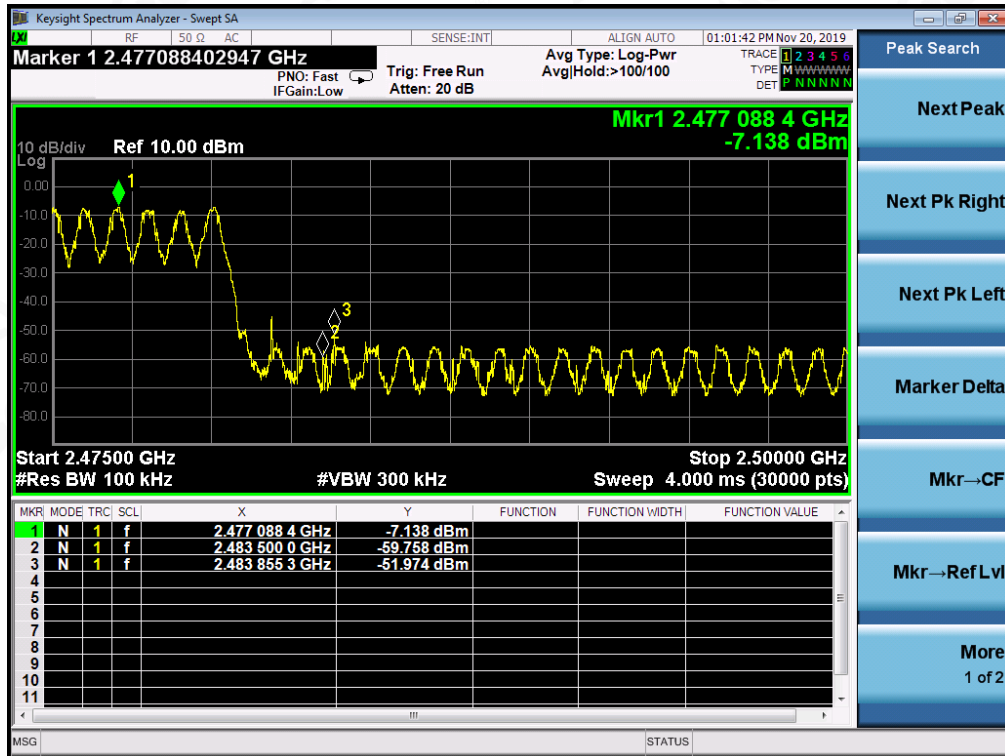 Keysight Spectrum Analyzer - Swept SA
LXI RF 50 Ω AC SENSE:INT ALIGN AUTO 01:01:42 PM Nov 20, 2019
Marker 1 2.477088402947 GHz
PNO: Fast
IFGain:Low
Trig: Free Run
Atten: 20 dB
Avg Type: Log-Pwr
Avg|Hold:>100/100
TRACE 1 2 3 4 5 6
TYPE M W W W W W
DET P N N N N N
Mkr1 2.477 088 4 GHz
-7.138 dBm
10 dB/div Ref 10.00 dBm
Log
0.00
-10.0
-20.0
-30.0
-40.0
-50.0
-60.0
-70.0
-80.0
1
3
2
Start 2.47500 GHz Stop 2.50000 GHz
#Res BW 100 kHz #VBW 300 kHz Sweep 4.000 ms (30000 pts)
MKR MODE TRC SCL X Y FUNCTION FUNCTION WIDTH FUNCTION VALUE
1 N 1 f 2.477 088 4 GHz -7.138 dBm
2 N 1 f 2.483 500 0 GHz -59.758 dBm
3 N 1 f 2.483 855 3 GHz -51.974 dBm
4
5
6
7
8
9
10
11
MSG STATUS
Peak Search
Next Peak
Next Pk Right
Next Pk Left
Marker Delta
Mkr→CF
Mkr→Ref Lvl
More
1 of 2